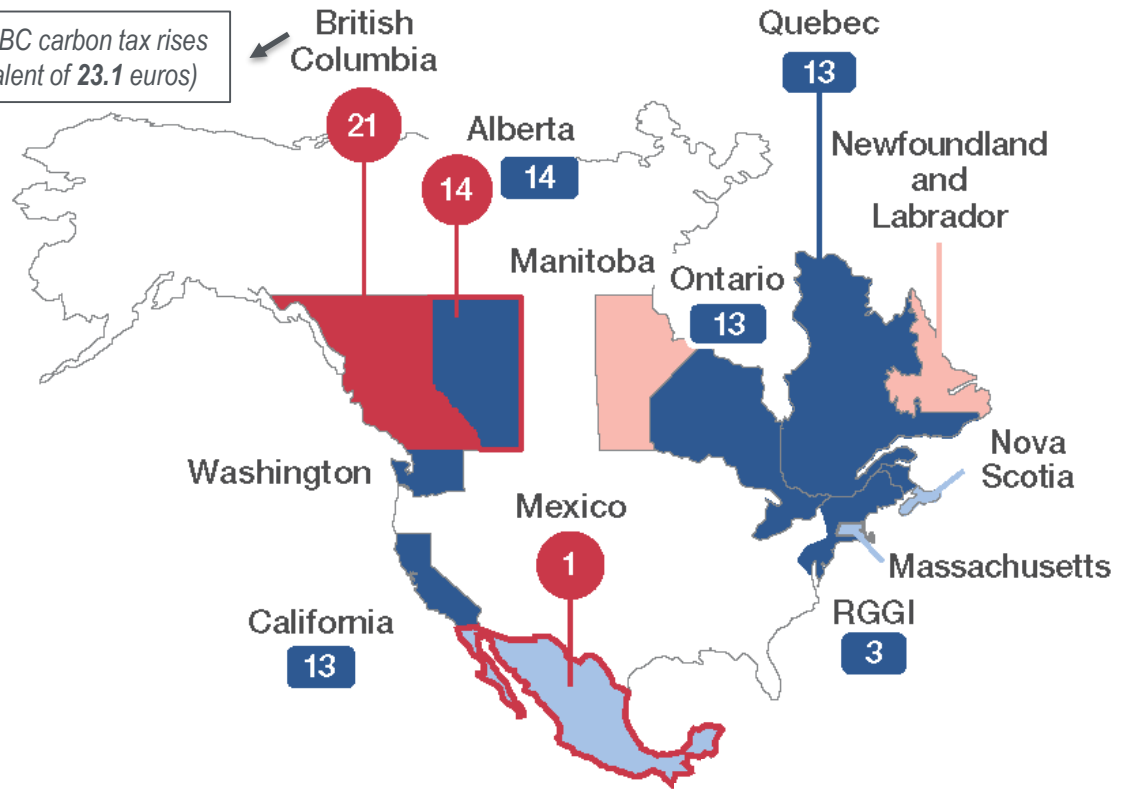 BC carbon tax rises
alent of 23.1 euros)
British
Columbia
21
Alberta
14
14
Quebec
13
Newfoundland
and
Labrador
Manitoba
Ontario
13
Washington
Nova
Scotia
Mexico
1
Massachusetts
California
13
RGGI
3